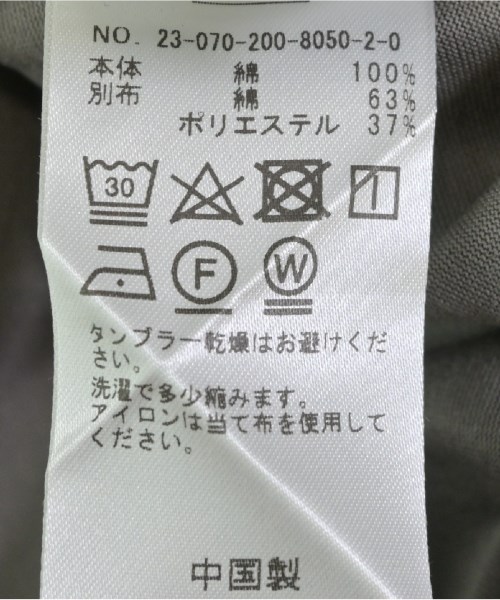 NO. 23-070-200-8050-2-0
本体 綿 100%
別布 綿 63%
ポリエステル 37%
30
F W
タンブラー乾燥はお避けくだ
さい。
洗濯で多少縮みます。
アイロンは当て布を使用して
ください。
中国製